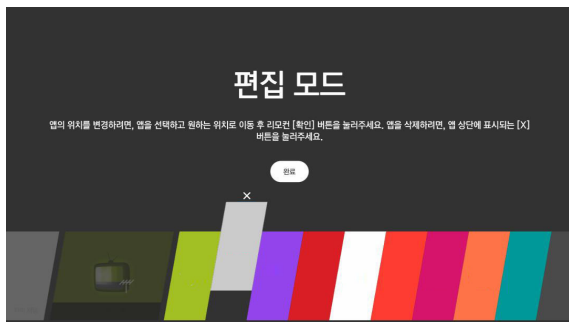 편집 모드
앱의 위치를 변경하려면, 앱을 선택하고 원하는 위치로 이동 후 리모컨 [확인] 버튼을 눌러주세요. 앱을 삭제하려면, 앱 상단에 표시되는 [X]
버튼을 눌러주세요.
완료